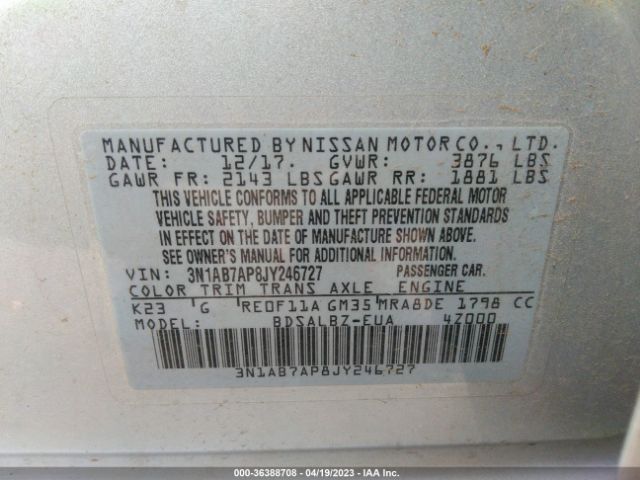 MANUFACTURED BY NISSAN MOTOR CO., LTD.
DATE: 12/17. GVWR: 3876 LBS
GAWR FR: 2143 LBS GAWR RR: 1881 LBS
THIS VEHICLE CONFORMS TO ALL APPLICABLE FEDERAL MOTOR
VEHICLE SAFETY, BUMPER AND THEFT PREVENTION STANDARDS
IN EFFECT ON THE DATE OF MANUFACTURE SHOWN ABOVE.
SEE OWNER'S MANUAL FOR ADDITIONAL INFORMATION.
VIN: 3N1AB7AP8JY246727 PASSENGER CAR.
COLOR TRIM TRANS AXLE ENGINE
K23 G RE0F11A GM35 MRA8DE 1798 CC
MODEL: BDSALBZ-EUA 4Z000
3N1AB7AP8JY246727
000-36388708 - 04/19/2023 - IAA Inc.